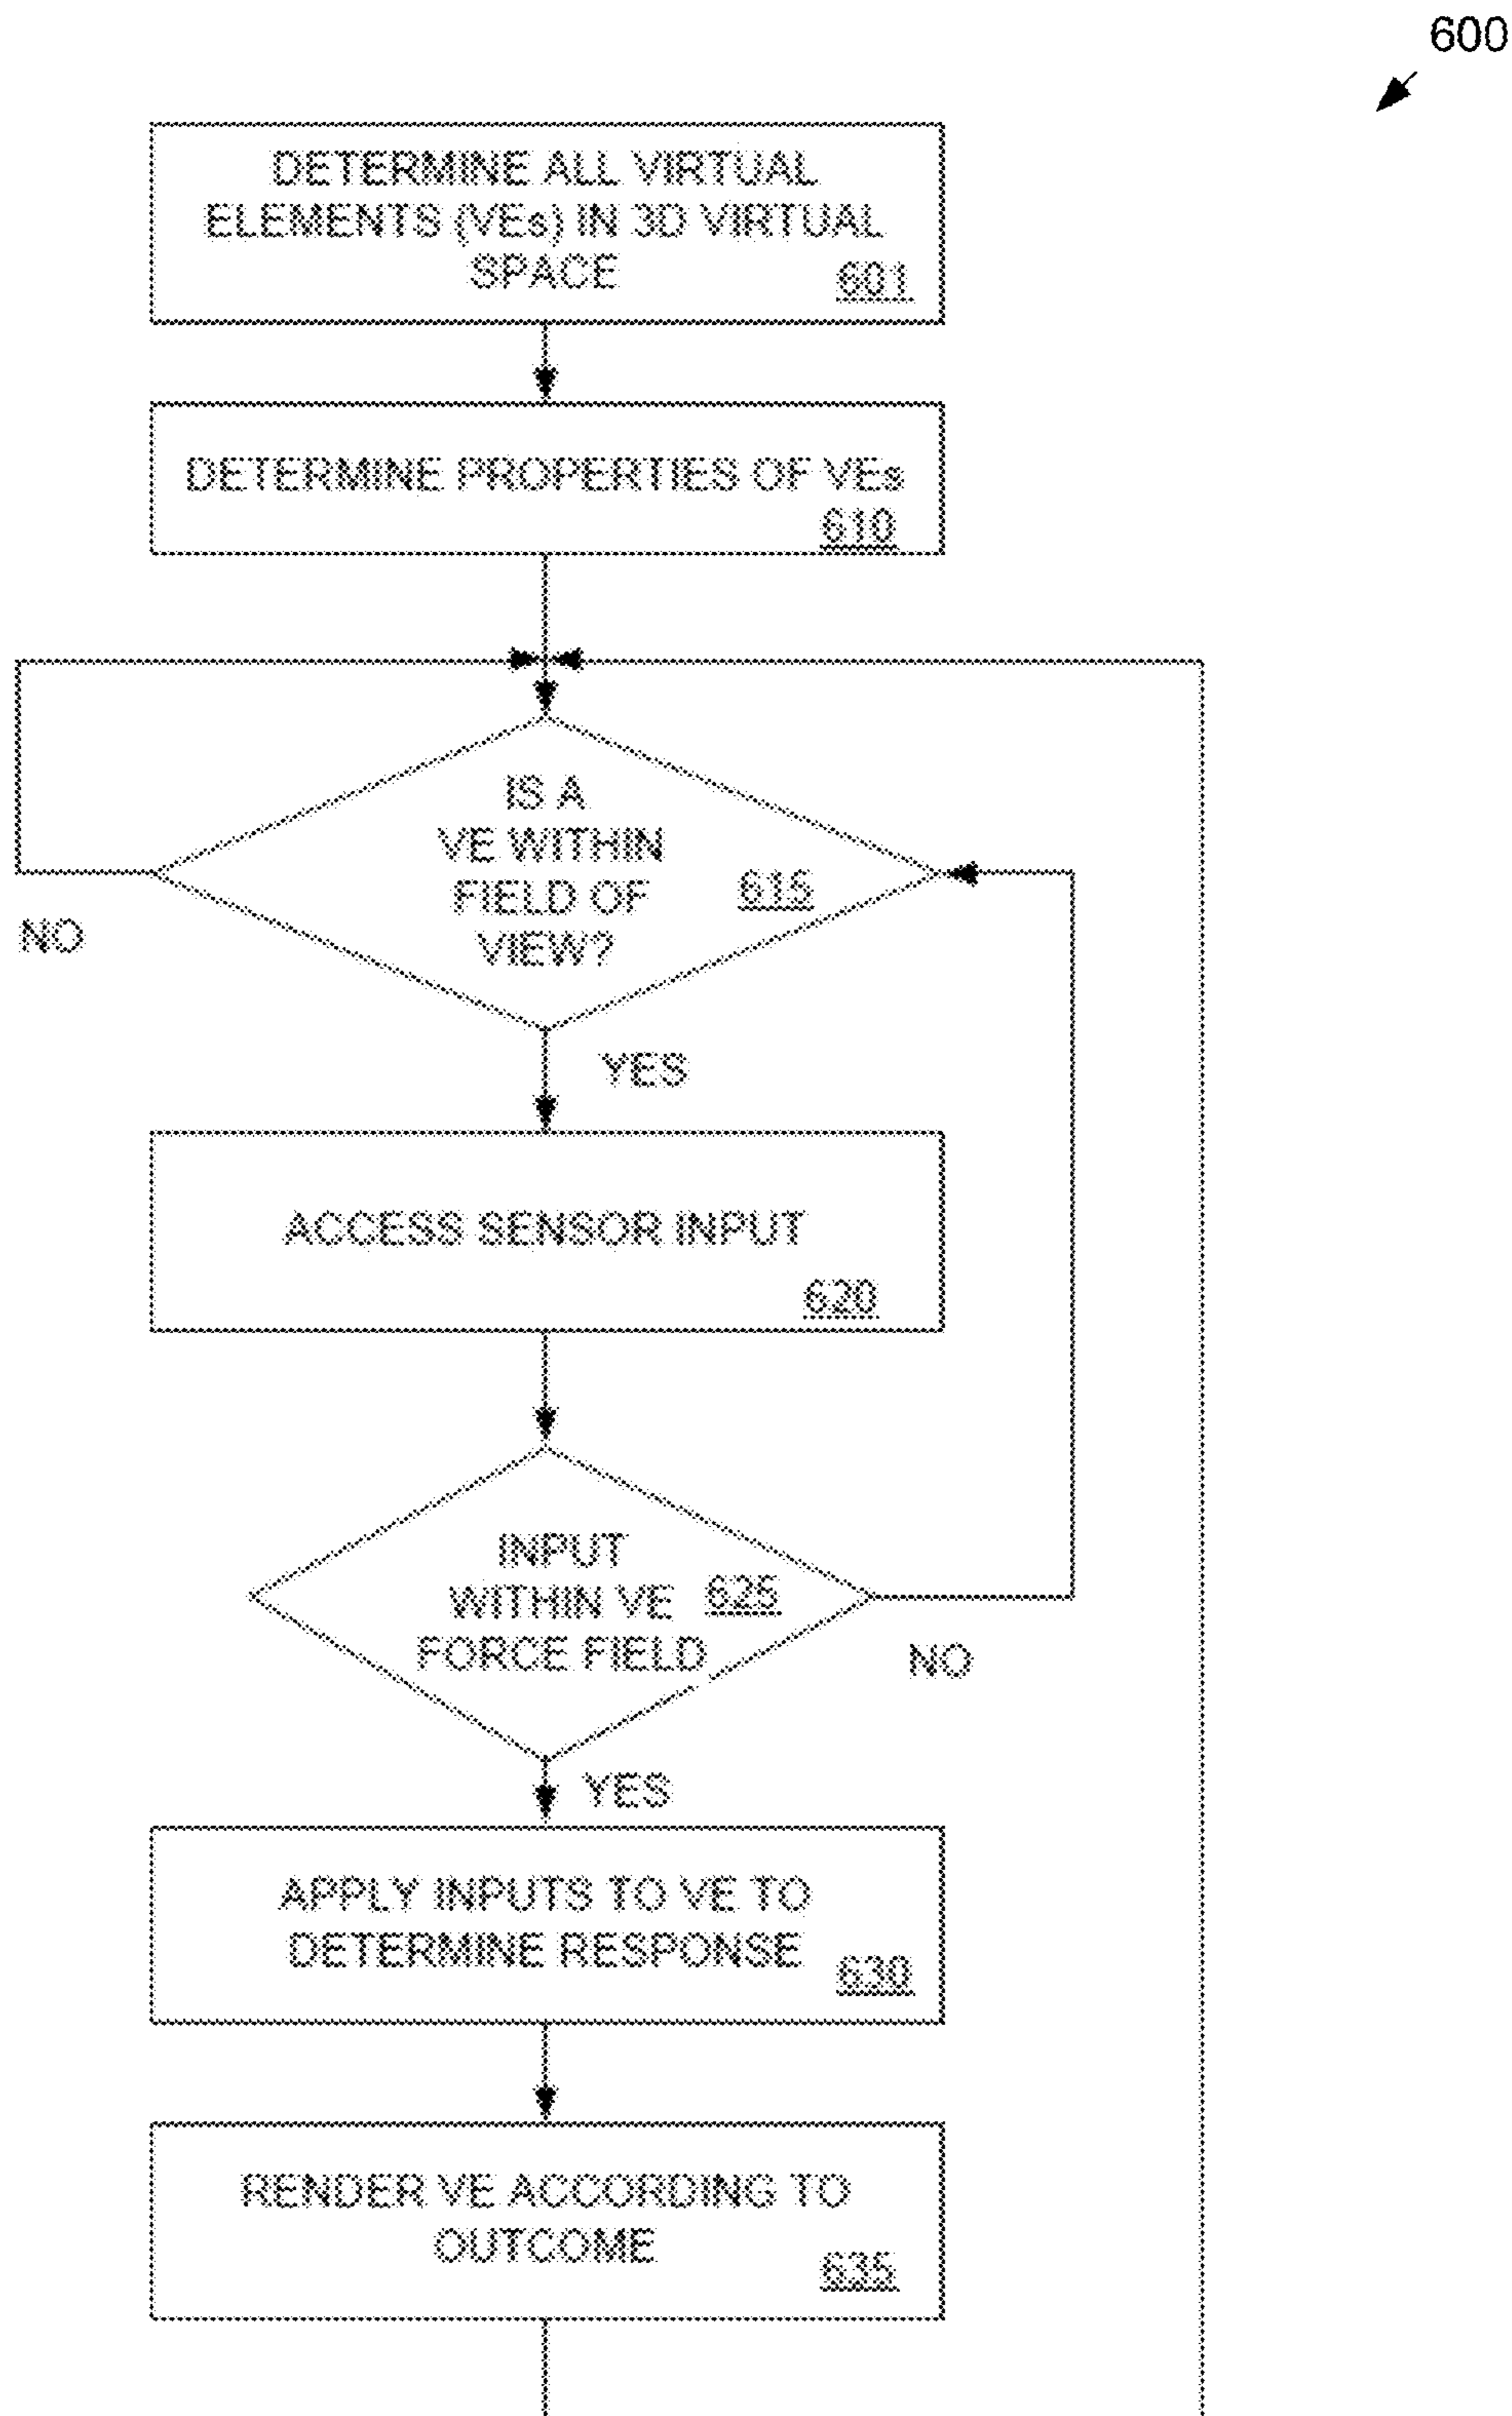 600
DETERMINE ALL VIRTUAL
ELEMENTS (VEs) IN 3D VIRTUAL
SPACE
601
DETERMINE PROPERTIES OF VEs
610
IS A
VE WITHIN
FIELD OF
VIEW?
615
NO
YES
ACCESS SENSOR INPUT
620
INPUT
WITHIN VE
FORCE FIELD
625
NO
YES
APPLY INPUTS TO VE TO
DETERMINE RESPONSE
630
RENDER VE ACCORDING TO
OUTCOME
635